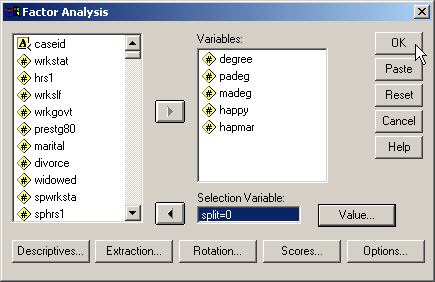 Factor Analysis
caseid
wrkstat
hrs1
wrkslf
wrkgovt
prestg80
marital
divorce
widowed
spwrksta
sphrs1
Variables:
degree
padeg
madeg
happy
hapmar
Selection Variable:
split=0
Value...
OK
Paste
Reset
Cancel
Help
Descriptives...
Extraction...
Rotation...
Scores...
Options...